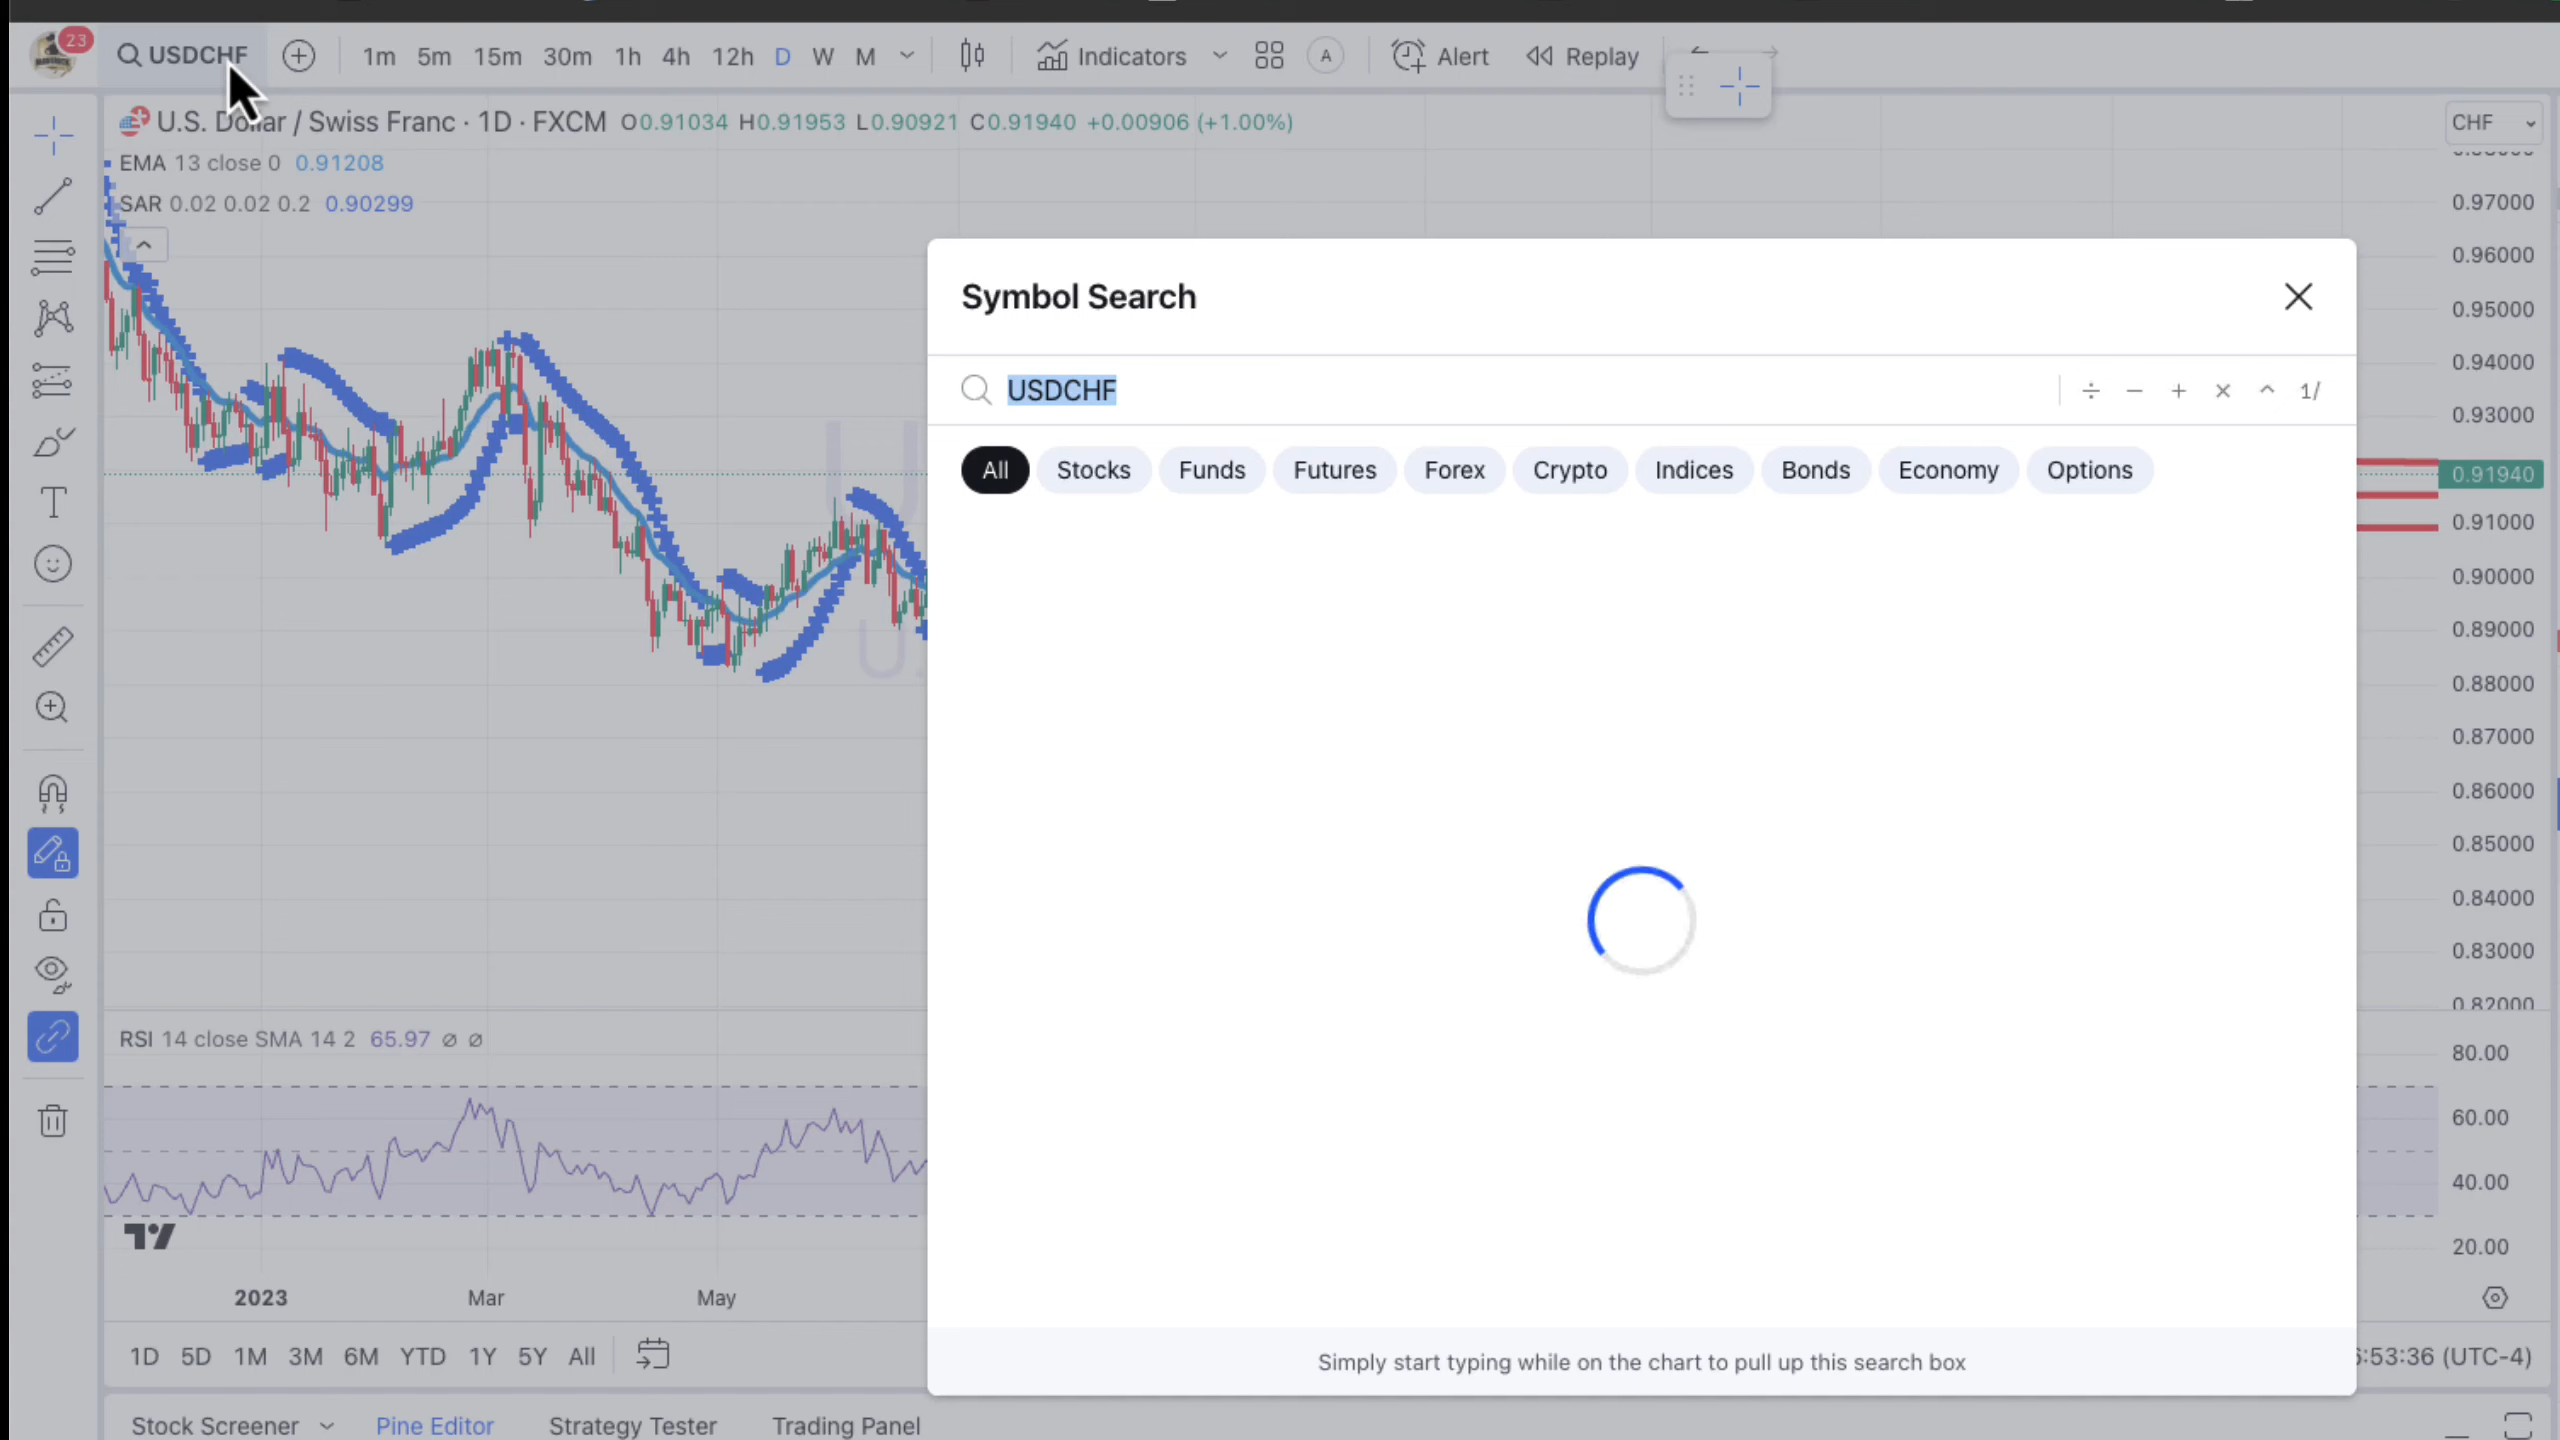 23
USDCHF
1m 5m 15m 30m 1h 4h 12h D W M
Indicators
A
Alert
Replay
U.S. Dollar / Swiss Franc · 1D · FXCM O0.91034 H0.91953 L0.90921 C0.91940 +0.00906 (+1.00%)
CHF
EMA 13 close 0 0.91208
SAR 0.02 0.02 0.2 0.90299
0.97000
0.96000
0.95000
0.94000
0.93000
0.91940
0.91000
0.90000
0.89000
0.88000
0.87000
0.86000
0.85000
0.84000
0.83000
0.82000
Symbol Search
USDCHF
÷ − + × ^ 1/
All Stocks Funds Futures Forex Crypto Indices Bonds Economy Options
Simply start typing while on the chart to pull up this search box
RSI 14 close SMA 14 2 65.97 ∅ ∅
80.00
60.00
40.00
20.00
2023 Mar May
1D 5D 1M 3M 6M YTD 1Y 5Y All
:53:36 (UTC-4)
Stock Screener Pine Editor Strategy Tester Trading Panel